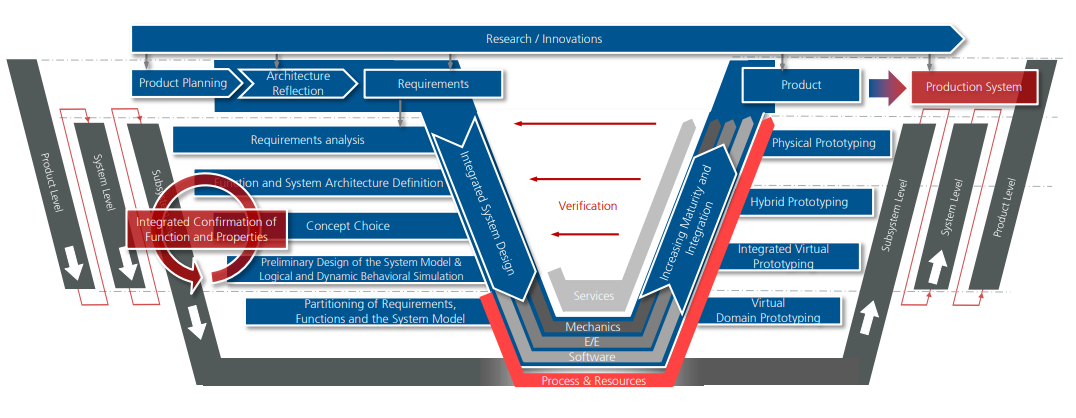 Research / Innovations
Product Planning
Architecture
Reflection
Requirements
Product
Production System
Requirements analysis
Function and System Architecture Definition
Integrated Confirmation of
Function and Properties
Concept Choice
Preliminary Design of the System Model &
Logical and Dynamic Behavioral Simulation
Partitioning of Requirements,
Functions and the System Model
Product Level
System Level
Integrated System Design
Verification
Services
Mechanics
E/E
Software
Process & Resources
Increasing Maturity and
Integration
Physical Prototyping
Hybrid Prototyping
Integrated Virtual
Prototyping
Virtual
Domain Prototyping
Subsystem Level
System Level
Product Level